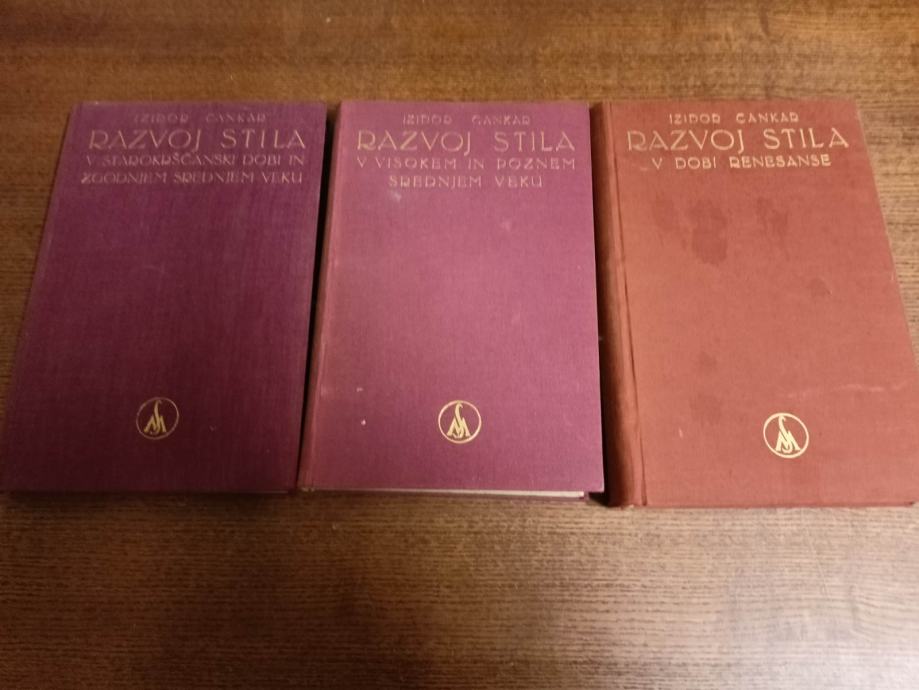 IZIDOR CANKAR
RAZVOJ STILA
V STAROKRŠČANSKI DOBI IN
ZGODNJEM SREDNJEM VEKU
IZIDOR CANKAR
RAZVOJ STILA
V VISOKEM IN POZNEM
SREDNJEM VEKU
IZIDOR CANKAR
RAZVOJ STILA
V DOBI RENESANSE